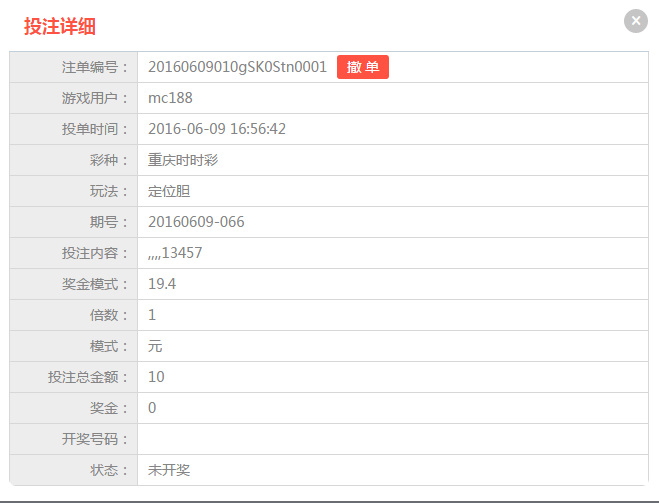 投注详细
注单编号： 20160609010gSK0Stn0001 撤 单
游戏用户： mc188
投单时间： 2016-06-09 16:56:42
彩种： 重庆时时彩
玩法： 定位胆
期号： 20160609-066
投注内容： ,,,,13457
奖金模式： 19.4
倍数： 1
模式： 元
投注总金额： 10
奖金： 0
开奖号码：
状态： 未开奖